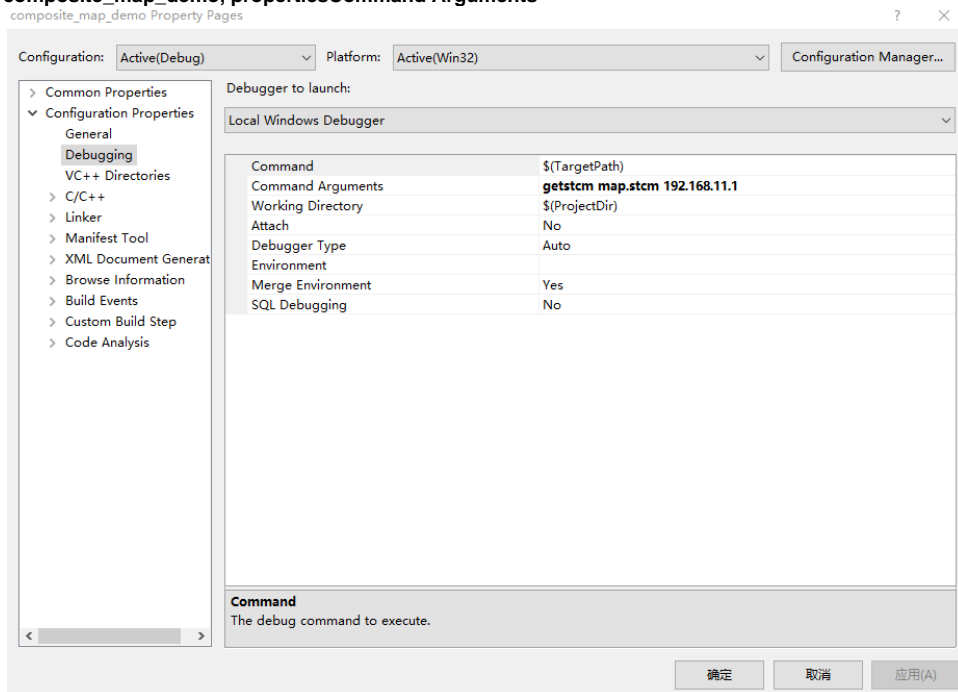 composite_map_demo, propertiesCommand Arguments
composite_map_demo Property Pages
? ×
Configuration: Active(Debug) Platform: Active(Win32) Configuration Manager...
Common Properties
Configuration Properties
General
Debugging
VC++ Directories
C/C++
Linker
Manifest Tool
XML Document Generat
Browse Information
Build Events
Custom Build Step
Code Analysis
Debugger to launch:
Local Windows Debugger
Command $(TargetPath)
Command Arguments getstcm map.stcm 192.168.11.1
Working Directory $(ProjectDir)
Attach No
Debugger Type Auto
Environment
Merge Environment Yes
SQL Debugging No
Command
The debug command to execute.
确定 取消 应用(A)